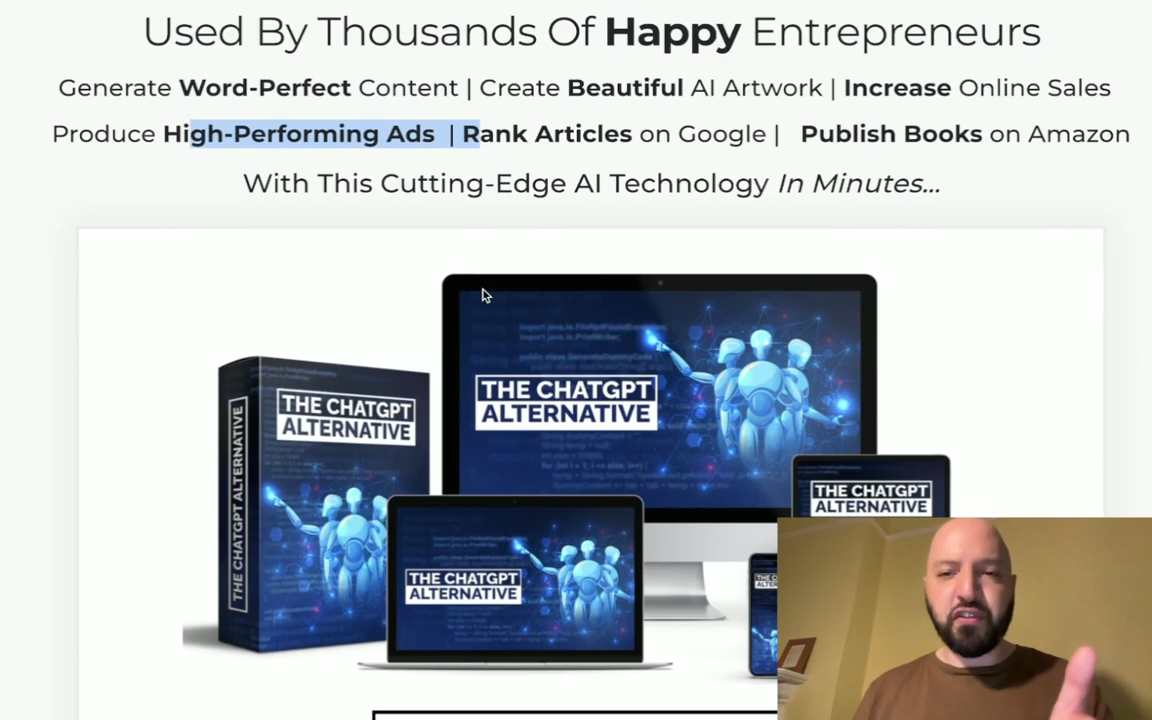 Used By Thousands Of Happy Entrepreneurs
Generate Word-Perfect Content | Create Beautiful AI Artwork | Increase Online Sales
Produce High-Performing Ads | Rank Articles on Google | Publish Books on Amazon
With This Cutting-Edge AI Technology In Minutes...
THE CHATGPT
ALTERNATIVE
THE CHATGPT
ALTERNATIVE
THE CHATGPT ALTERNATIVE
THE CHATGPT
ALTERNATIVE
THE CHATGPT
ALTERNATIVE